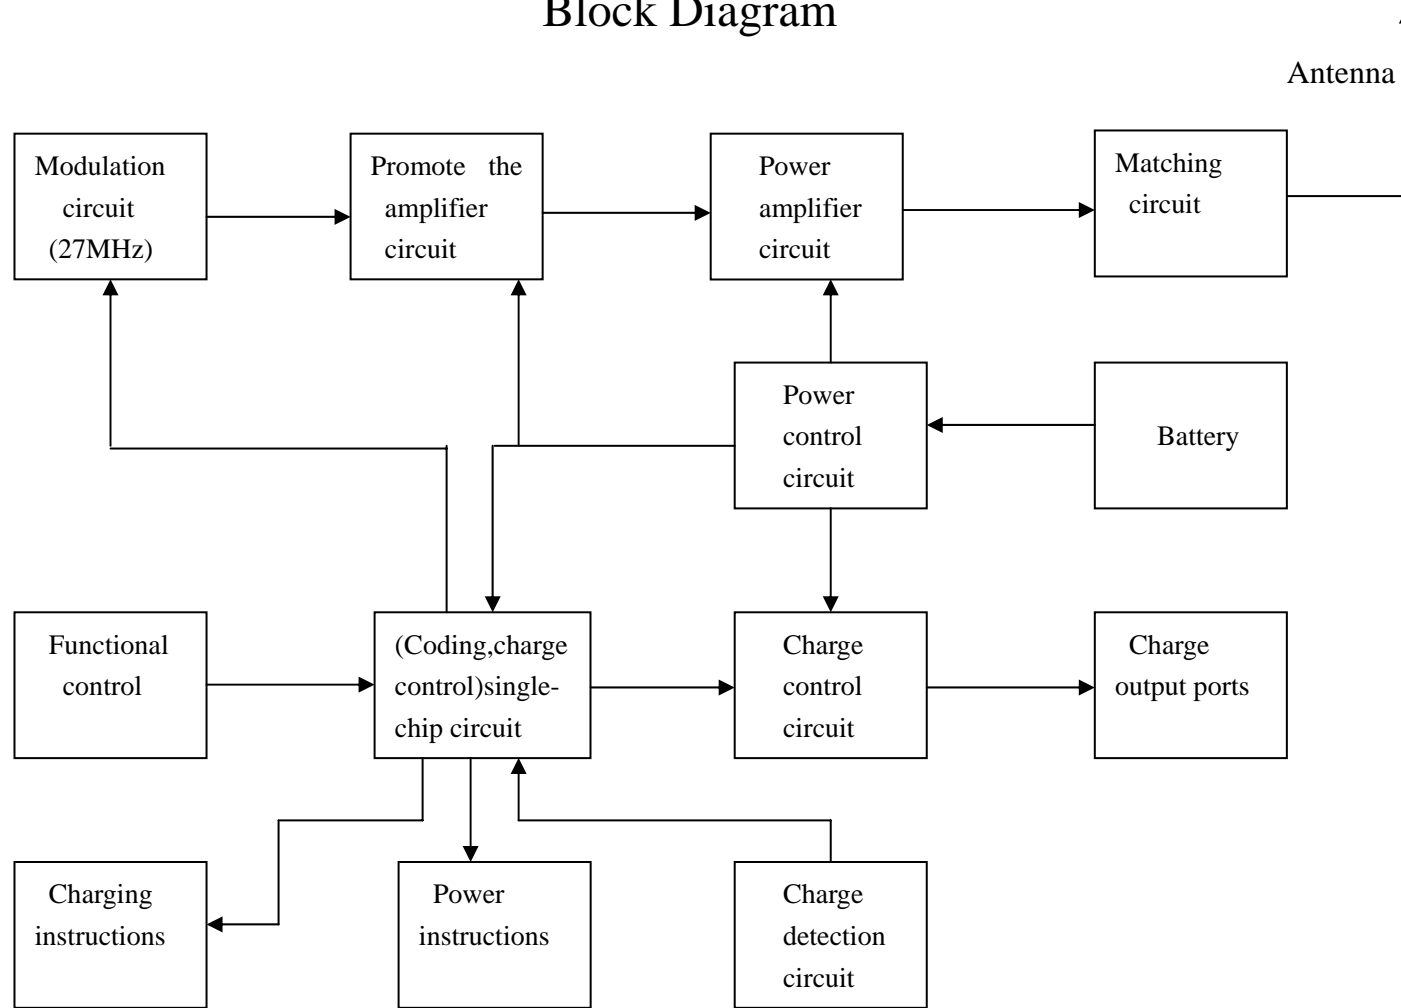 Block Diagram
Antenna
Modulation
circuit
(27MHz)
Promote the
amplifier
circuit
Power
amplifier
circuit
Matching
circuit
Power
control
circuit
Battery
Functional
control
(Coding,charge
control)single-
chip circuit
Charge
control
circuit
Charge
output ports
Charging
instructions
Power
instructions
Charge
detection
circuit